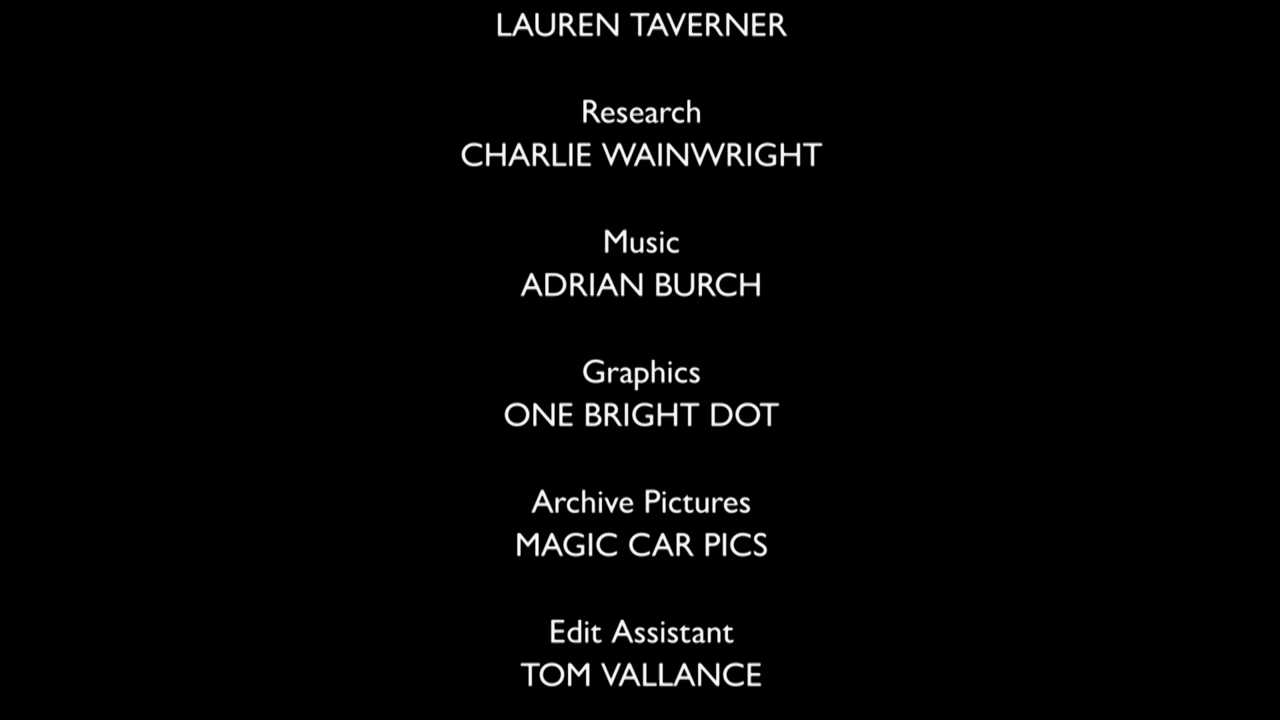 LAUREN TAVERNER
Research
CHARLIE WAINWRIGHT
Music
ADRIAN BURCH
Graphics
ONE BRIGHT DOT
Archive Pictures
MAGIC CAR PICS
Edit Assistant
TOM VALLANCE